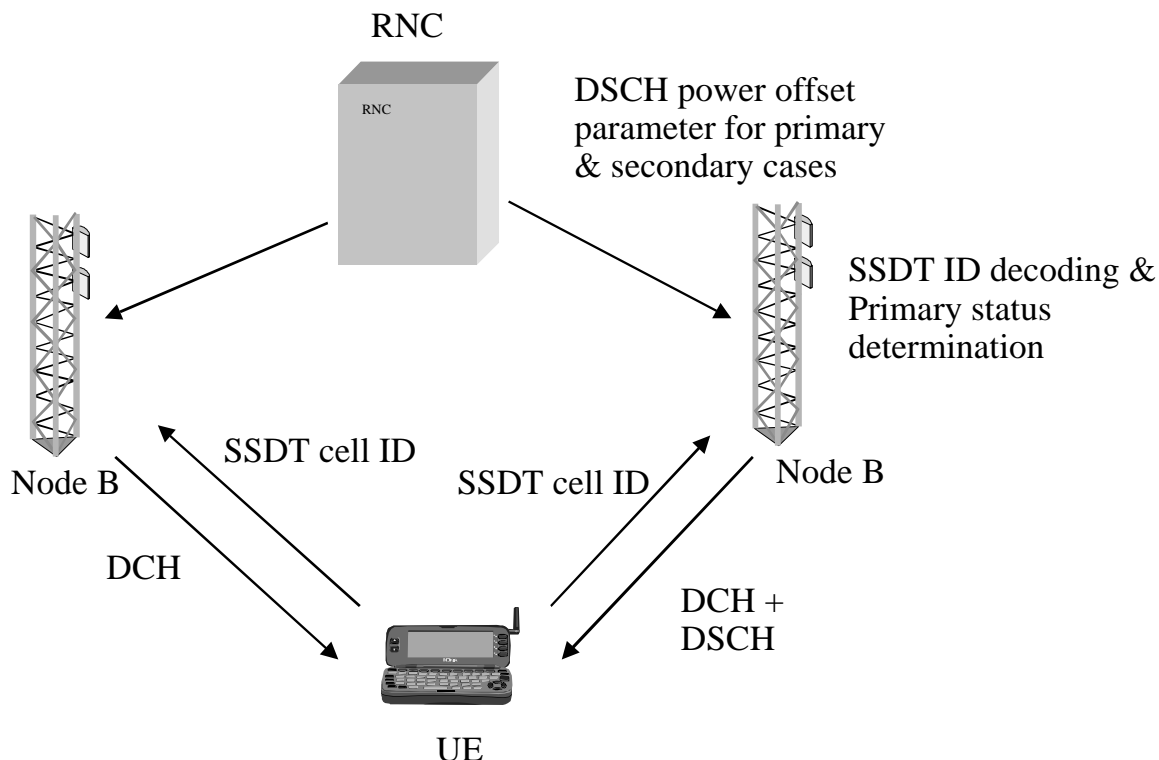 RNC
RNC
DSCH power offset
parameter for primary
& secondary cases
SSDT ID decoding &
Primary status
determination
SSDT cell ID
SSDT cell ID
Node B
Node B
DCH
DCH +
DSCH
UE